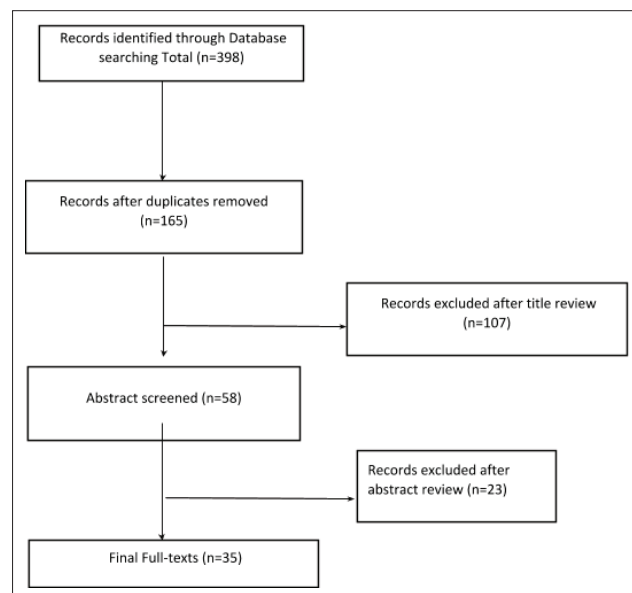 Records identified through Database
searching Total (n=398)
Records after duplicates removed
(n=165)
Records excluded after title review
(n=107)
Abstract screened (n=58)
Records excluded after
abstract review (n=23)
Final Full-texts (n=35)